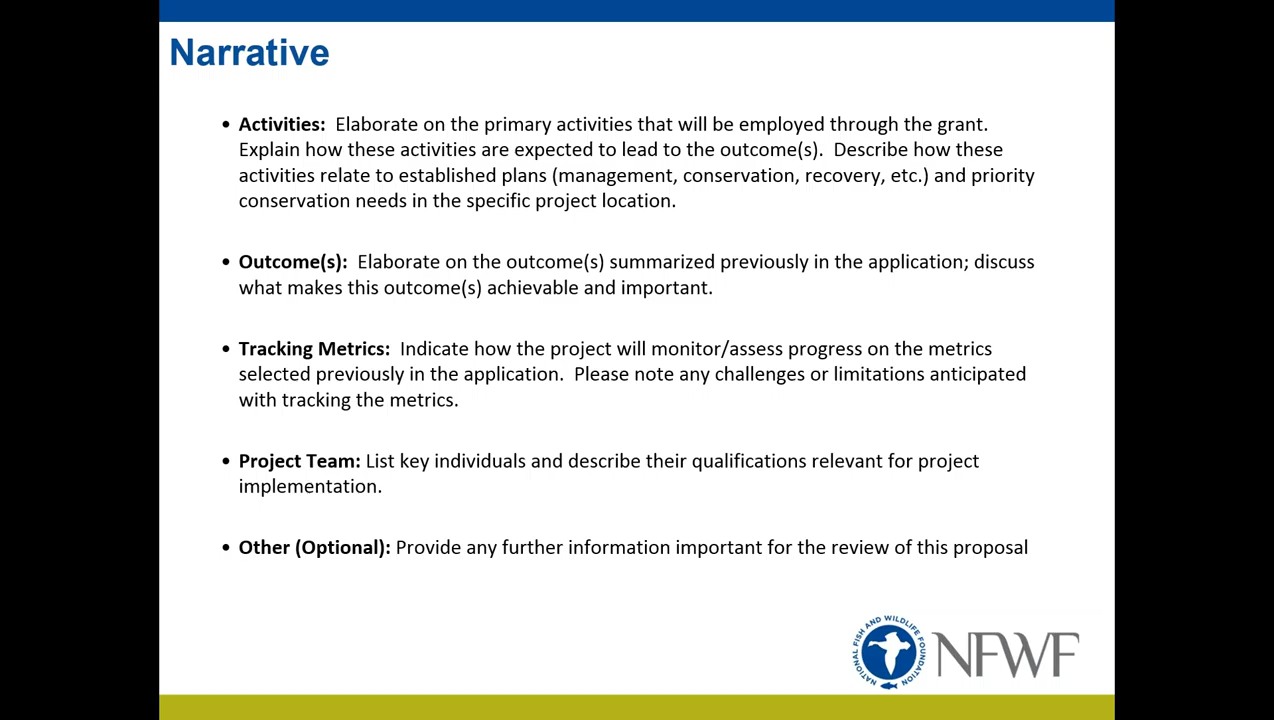 Narrative
• Activities: Elaborate on the primary activities that will be employed through the grant.
Explain how these activities are expected to lead to the outcome(s). Describe how these
activities relate to established plans (management, conservation, recovery, etc.) and priority
conservation needs in the specific project location.
• Outcome(s): Elaborate on the outcome(s) summarized previously in the application; discuss
what makes this outcome(s) achievable and important.
• Tracking Metrics: Indicate how the project will monitor/assess progress on the metrics
selected previously in the application. Please note any challenges or limitations anticipated
with tracking the metrics.
• Project Team: List key individuals and describe their qualifications relevant for project
implementation.
• Other (Optional): Provide any further information important for the review of this proposal
NATIONAL FISH AND WILDLIFE FOUNDATION
NFWF